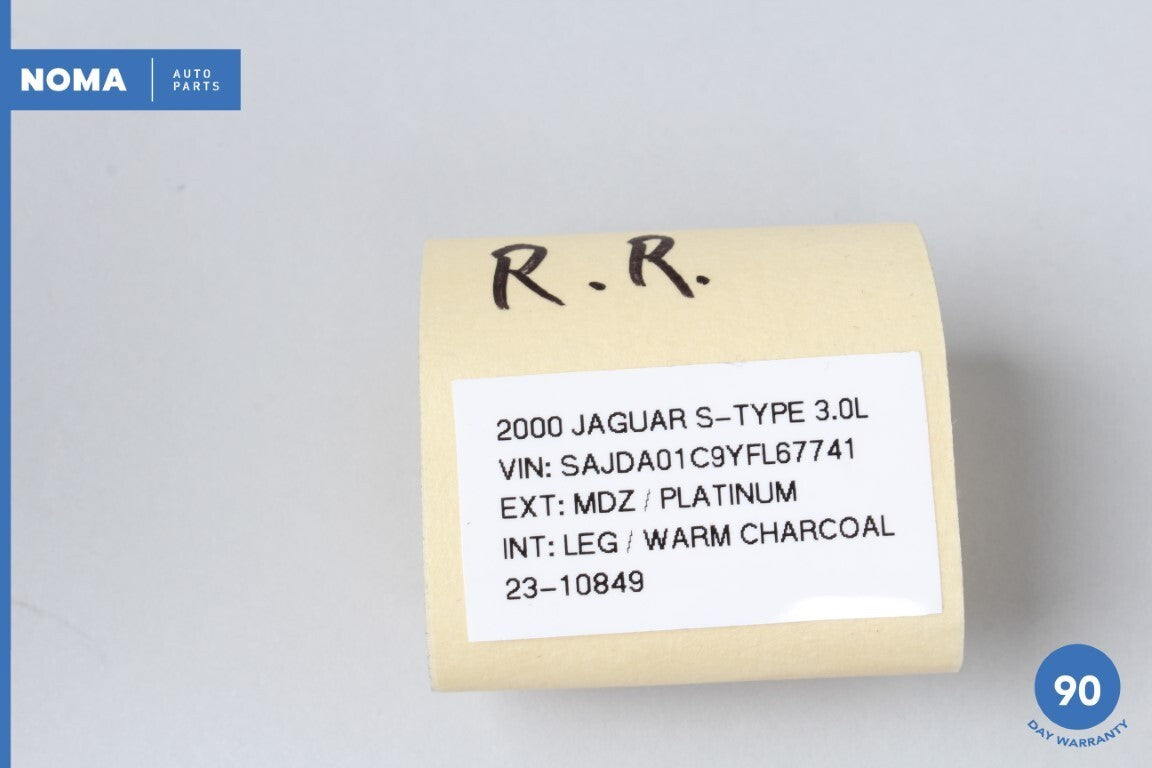 NOMA
AUTO
PARTS
R.R.
2000 JAGUAR S-TYPE 3.0L
VIN: SAJDA01C9YFL67741
EXT: MDZ / PLATINUM
INT: LEG / WARM CHARCOAL
23-10849
90
DAY WARRANTY